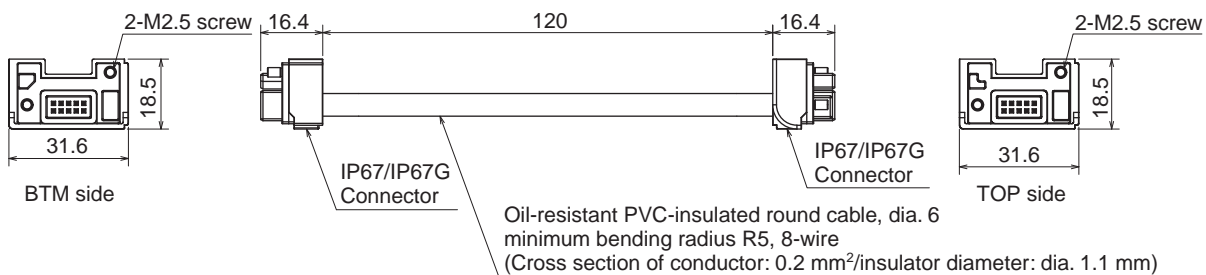 2-M2.5 screw
16.4
120
16.4
2-M2.5 screw
18.5
18.5
31.6
31.6
BTM side
IP67/IP67G
Connector
IP67/IP67G
Connector
TOP side
Oil-resistant PVC-insulated round cable, dia. 6
minimum bending radius R5, 8-wire
(Cross section of conductor: 0.2 mm²/insulator diameter: dia. 1.1 mm)